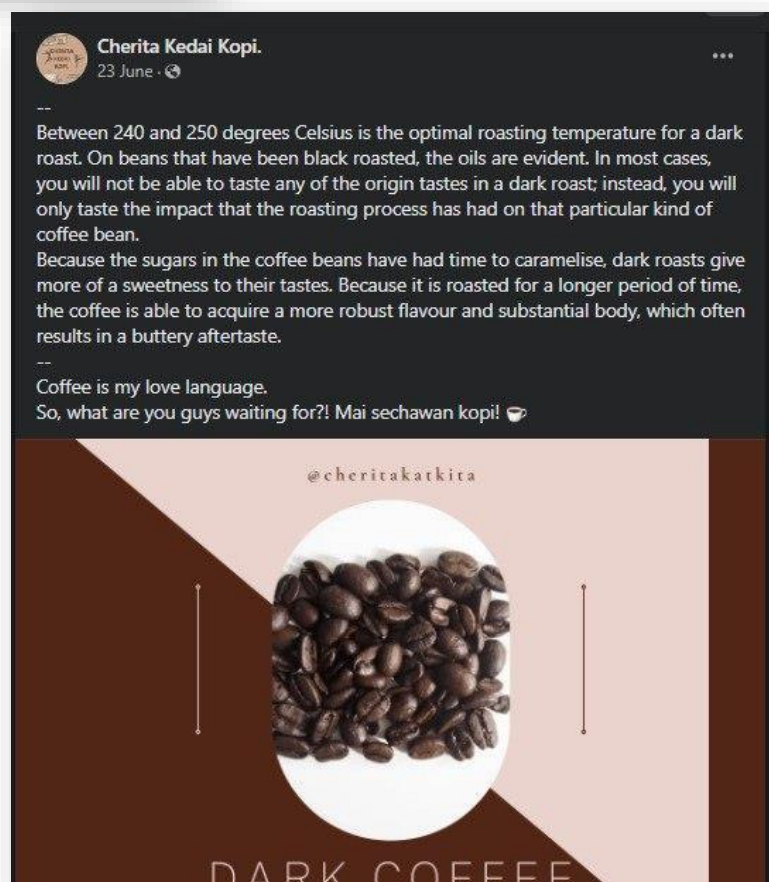 Cherita Kedai Kopi.
23 June ·
--
Between 240 and 250 degrees Celsius is the optimal roasting temperature for a dark
roast. On beans that have been black roasted, the oils are evident. In most cases,
you will not be able to taste any of the origin tastes in a dark roast; instead, you will
only taste the impact that the roasting process has had on that particular kind of
coffee bean.
Because the sugars in the coffee beans have had time to caramelise, dark roasts give
more of a sweetness to their tastes. Because it is roasted for a longer period of time,
the coffee is able to acquire a more robust flavour and substantial body, which often
results in a buttery aftertaste.
--
Coffee is my love language.
So, what are you guys waiting for?! Mai sechawan kopi! ☕
@cheritakatkita
DARK COFFEE